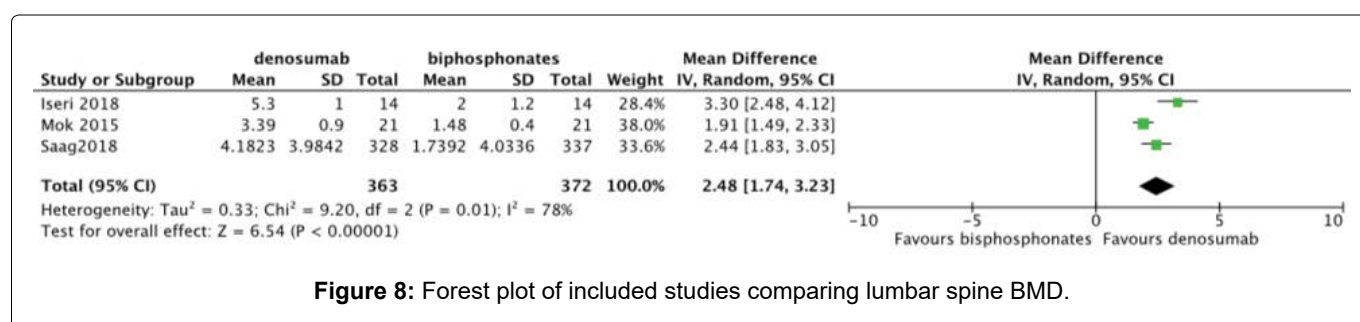 denosumab biphosphonates Mean Difference Mean Difference
Study or Subgroup Mean SD Total Mean SD Total Weight IV, Random, 95% CI IV, Random, 95% CI
Iseri 2018 5.3 1 14 2 1.2 14 28.4% 3.30 [2.48, 4.12]
Mok 2015 3.39 0.9 21 1.48 0.4 21 38.0% 1.91 [1.49, 2.33]
Saag2018 4.1823 3.9842 328 1.7392 4.0336 337 33.6% 2.44 [1.83, 3.05]
Total (95% CI) 363 372 100.0% 2.48 [1.74, 3.23]
Heterogeneity: Tau² = 0.33; Chi² = 9.20, df = 2 (P = 0.01); I² = 78%
Test for overall effect: Z = 6.54 (P < 0.00001)
-10 -5 0 5 10
Favours bisphosphonates Favours denosumab
Figure 8: Forest plot of included studies comparing lumbar spine BMD.